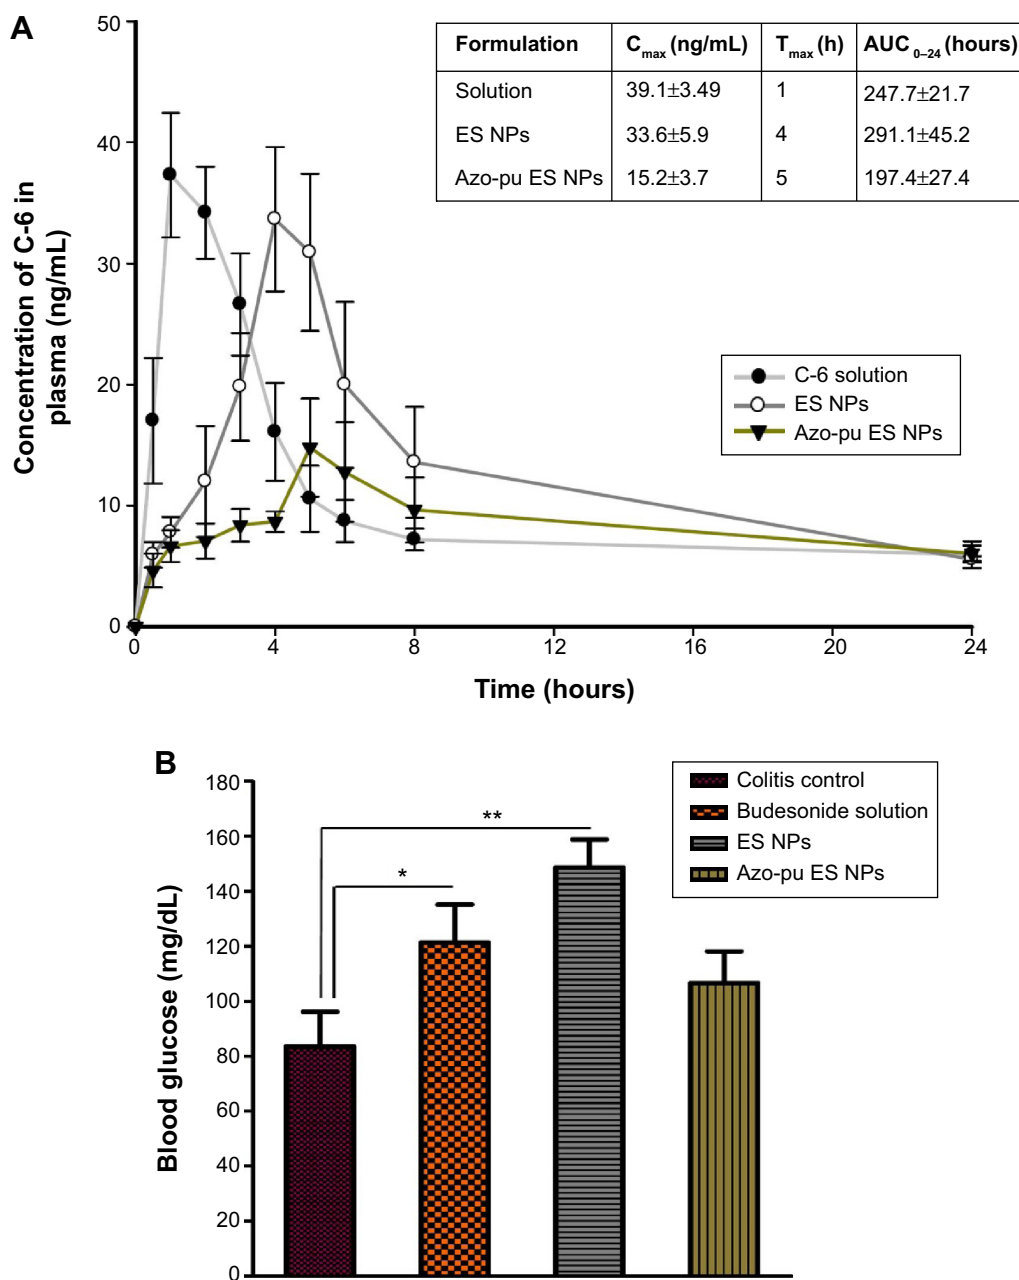 A
50
40
30
20
10
0
Concentration of C-6 in
plasma (ng/mL)
Formulation C_max (ng/mL) T_max (h) AUC_0–24 (hours)
Solution 39.1±3.49 1 247.7±21.7
ES NPs 33.6±5.9 4 291.1±45.2
Azo-pu ES NPs 15.2±3.7 5 197.4±27.4
C-6 solution
ES NPs
Azo-pu ES NPs
0 4 8 12 16 20 24
Time (hours)
B
180
160
140
120
100
80
60
40
20
0
Blood glucose (mg/dL)
**
*
Colitis control
Budesonide solution
ES NPs
Azo-pu ES NPs